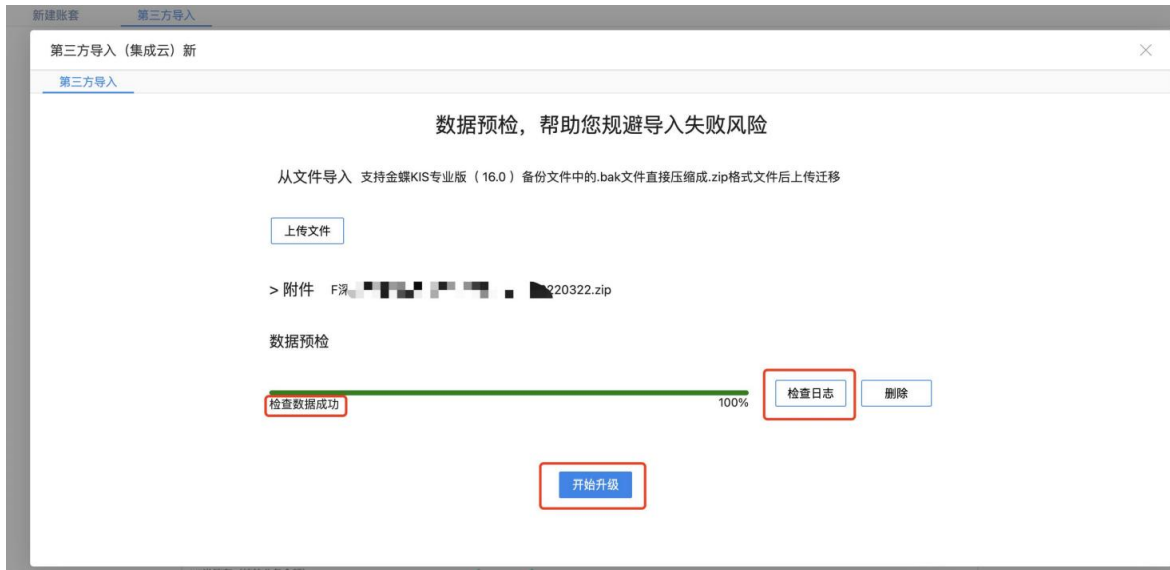 新建账套 第三方导入
第三方导入（集成云）新
第三方导入
数据预检，帮助您规避导入失败风险
从文件导入 支持金蝶KIS专业版（16.0）备份文件中的.bak文件直接压缩成.zip格式文件后上传迁移
上传文件
> 附件 F深 220322.zip
数据预检
检查数据成功 100% 检查日志 删除
开始升级